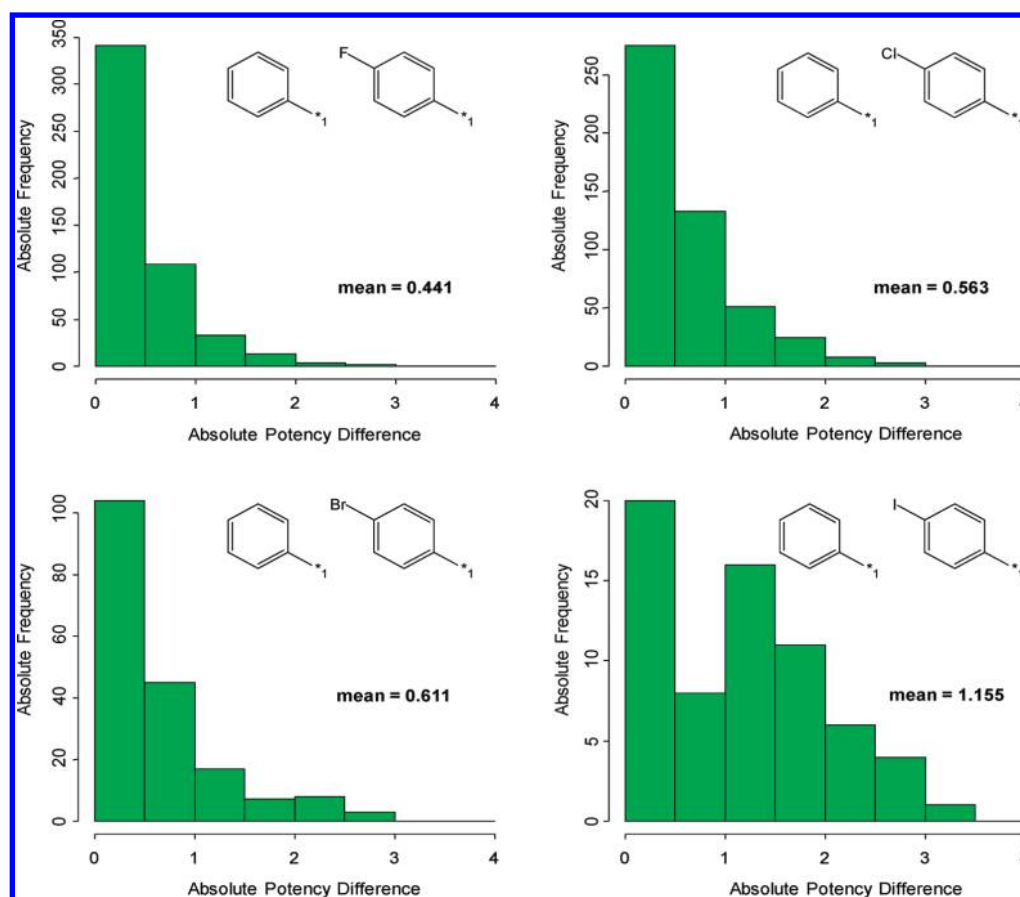 350
300
250
200
150
100
50
0
Absolute Frequency
F
*1
*1
mean = 0.441
0 1 2 3 4
Absolute Potency Difference
250
200
150
100
50
0
Absolute Frequency
Cl
*1
mean = 0.563
0 1 2 3
Absolute Potency Difference
100
80
60
40
20
0
Absolute Frequency
Br
*1
*1
mean = 0.611
0 1 2 3 4
Absolute Potency Difference
20
15
10
5
0
Absolute Frequency
I
*1
mean = 1.155
0 1 2 3
Absolute Potency Difference